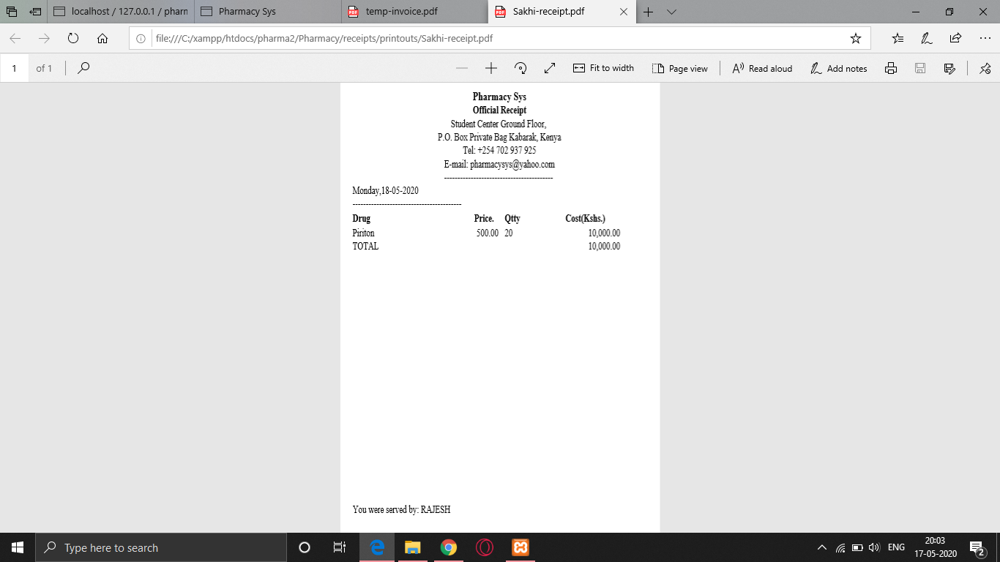 localhost / 127.0.0.1 / pharm
Pharmacy Sys
temp-invoice.pdf
Sakhi-receipt.pdf
file:///C:/xampp/htdocs/pharma2/Pharmacy/receipts/printouts/Sakhi-receipt.pdf
1 of 1
Fit to width
Page view
Read aloud
Add notes
Pharmacy Sys
Official Receipt
Student Center Ground Floor,
P.O. Box Private Bag Kabarak, Kenya
Tel: +254 702 937 925
E-mail: pharmacysys@yahoo.com
-----------------------------------------
Monday,18-05-2020
-----------------------------------------
Drug Price. Qtty Cost(Kshs.)
Piriton 500.00 20 10,000.00
TOTAL 10,000.00
You were served by: RAJESH
Type here to search
ENG
20:03
17-05-2020
2